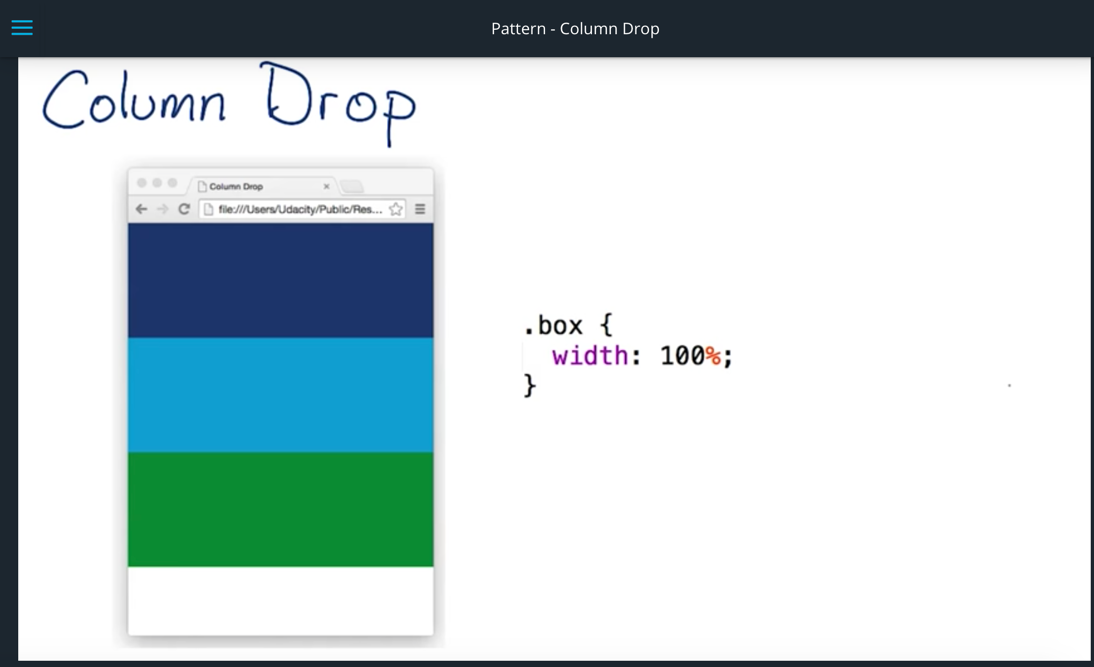 Pattern - Column Drop
Column Drop
Column Drop
file:///Users/Udacity/Public/Res...
.box {
  width: 100%;
}